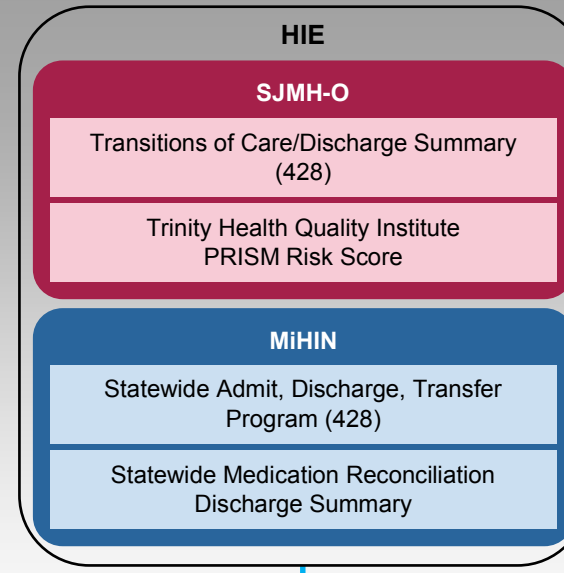 HIE
SJMH-O
Transitions of Care/Discharge Summary
(428)
Trinity Health Quality Institute
PRISM Risk Score
MiHIN
Statewide Admit, Discharge, Transfer
Program (428)
Statewide Medication Reconciliation
Discharge Summary